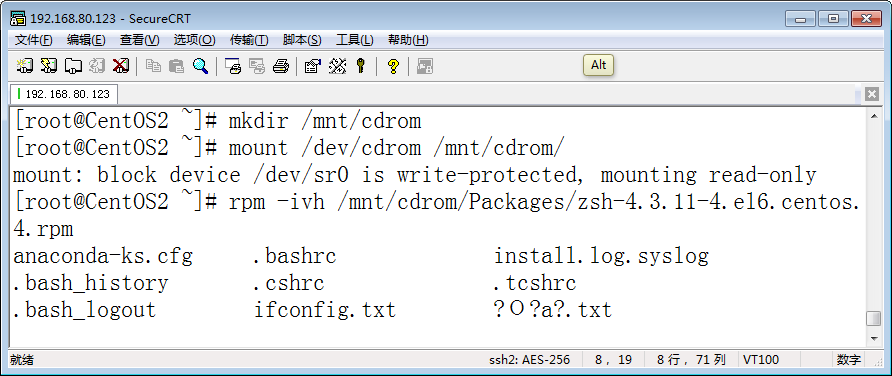 192.168.80.123 - SecureCRT
文件(F) 编辑(E) 查看(V) 选项(O) 传输(T) 脚本(S) 工具(L) 帮助(H)
Alt
192.168.80.123
[root@CentOS2 ~]# mkdir /mnt/cdrom
[root@CentOS2 ~]# mount /dev/cdrom /mnt/cdrom/
mount: block device /dev/sr0 is write-protected, mounting read-only
[root@CentOS2 ~]# rpm -ivh /mnt/cdrom/Packages/zsh-4.3.11-4.el6.centos.
4.rpm
anaconda-ks.cfg .bashrc install.log.syslog
.bash_history .cshrc .tcshrc
.bash_logout ifconfig.txt ?О?a?.txt
就绪 ssh2: AES-256 8, 19 8 行, 71 列 VT100 数字